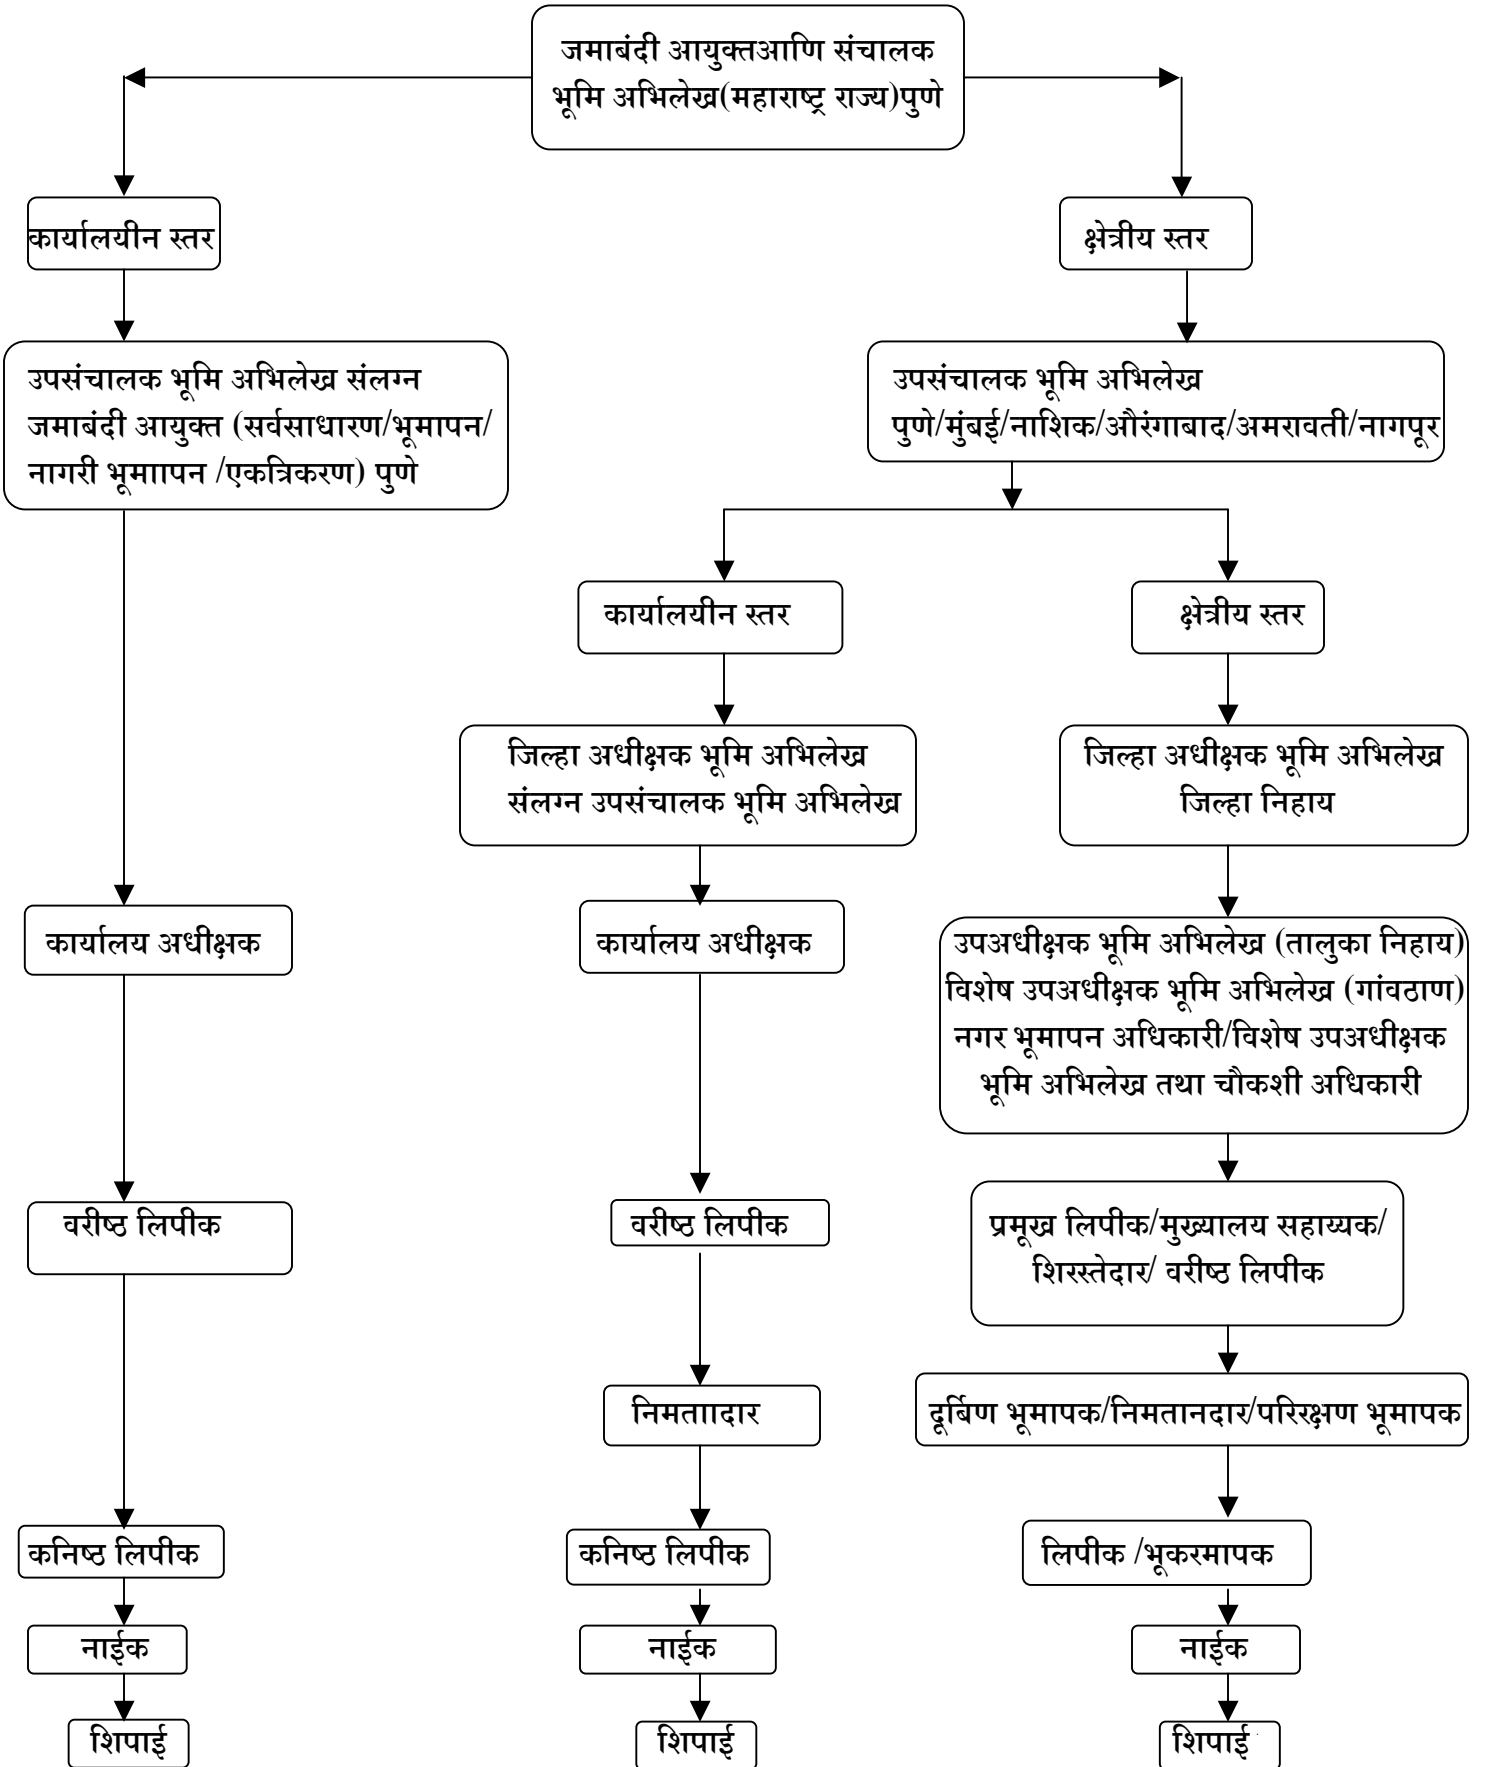 जमाबंदी आयुक्तआणि संचालक
भूमि अभिलेख(महाराष्ट्र राज्य)पुणे
कार्यालयीन स्तर
क्षेत्रीय स्तर
उपसंचालक भूमि अभिलेख संलग्न
जमाबंदी आयुक्त (सर्वसाधारण/भूमापन/
नागरी भूमाापन /एकत्रिकरण) पुणे
उपसंचालक भूमि अभिलेख
पुणे/मुंबई/नाशिक/औरंगाबाद/अमरावती/नागपूर
कार्यालयीन स्तर
क्षेत्रीय स्तर
जिल्हा अधीक्षक भूमि अभिलेख
संलग्न उपसंचालक भूमि अभिलेख
जिल्हा अधीक्षक भूमि अभिलेख
जिल्हा निहाय
कार्यालय अधीक्षक
कार्यालय अधीक्षक
उपअधीक्षक भूमि अभिलेख (तालुका निहाय)
विशेष उपअधीक्षक भूमि अभिलेख (गांवठाण)
नगर भूमापन अधिकारी/विशेष उपअधीक्षक
भूमि अभिलेख तथा चौकशी अधिकारी
वरीष्ठ लिपीक
वरीष्ठ लिपीक
प्रमूख लिपीक/मुख्यालय सहाय्यक/
शिरस्तेदार/ वरीष्ठ लिपीक
निमताादार
दूर्बिण भूमापक/निमतानदार/परिरक्षण भूमापक
कनिष्ठ लिपीक
कनिष्ठ लिपीक
लिपीक /भूकरमापक
नाईक
नाईक
नाईक
शिपाई
शिपाई
शिपाई